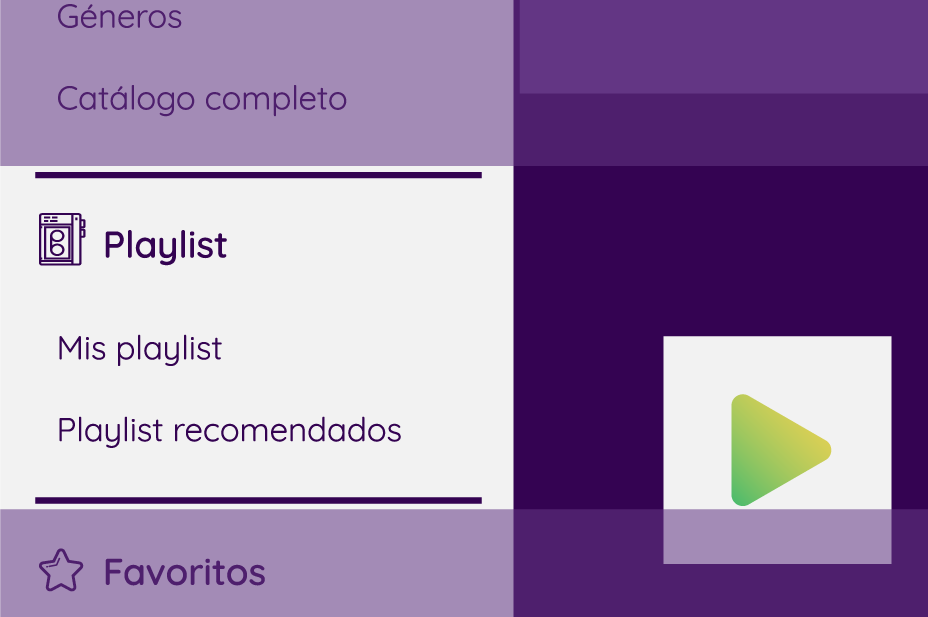 Géneros
Catálogo completo
Playlist
Mis playlist
Playlist recomendados
Favoritos